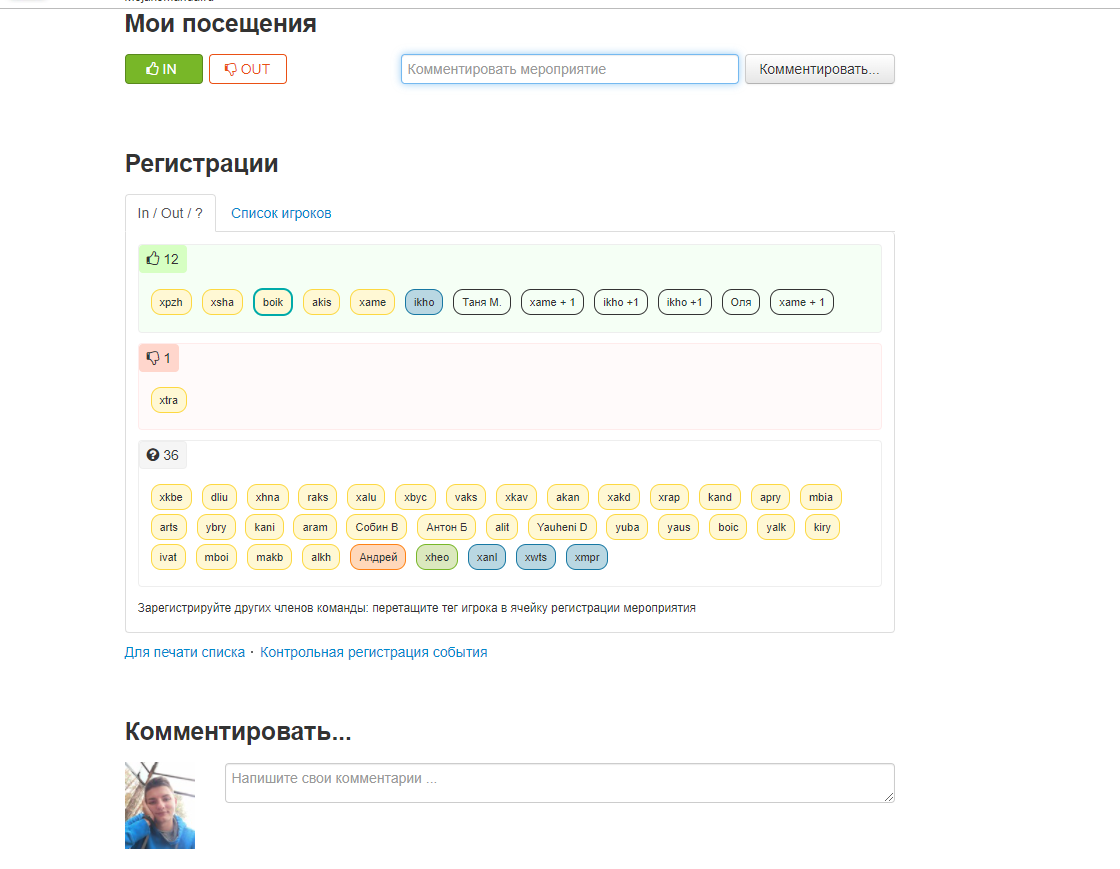 Мои посещения
IN OUT Комментировать мероприятие Комментировать...
Регистрации
In / Out / ? Список игроков
12
xpzh xsha boik akis xame ikho Таня М. xame + 1 ikho +1 ikho +1 Оля xame + 1
1
xtra
36
xkbe dliu xhna raks xalu xbyc vaks xkav akan xakd xrap kand apry mbia
arts ybry kani aram Собин В Антон Б alit Yauheni D yuba yaus boic yalk kiry
ivat mboi makb alkh Андрей xheo xanl xwts xmpr
Зарегистрируйте других членов команды: перетащите тег игрока в ячейку регистрации мероприятия
Для печати списка · Контрольная регистрация события
Комментировать...
Напишите свои комментарии ...